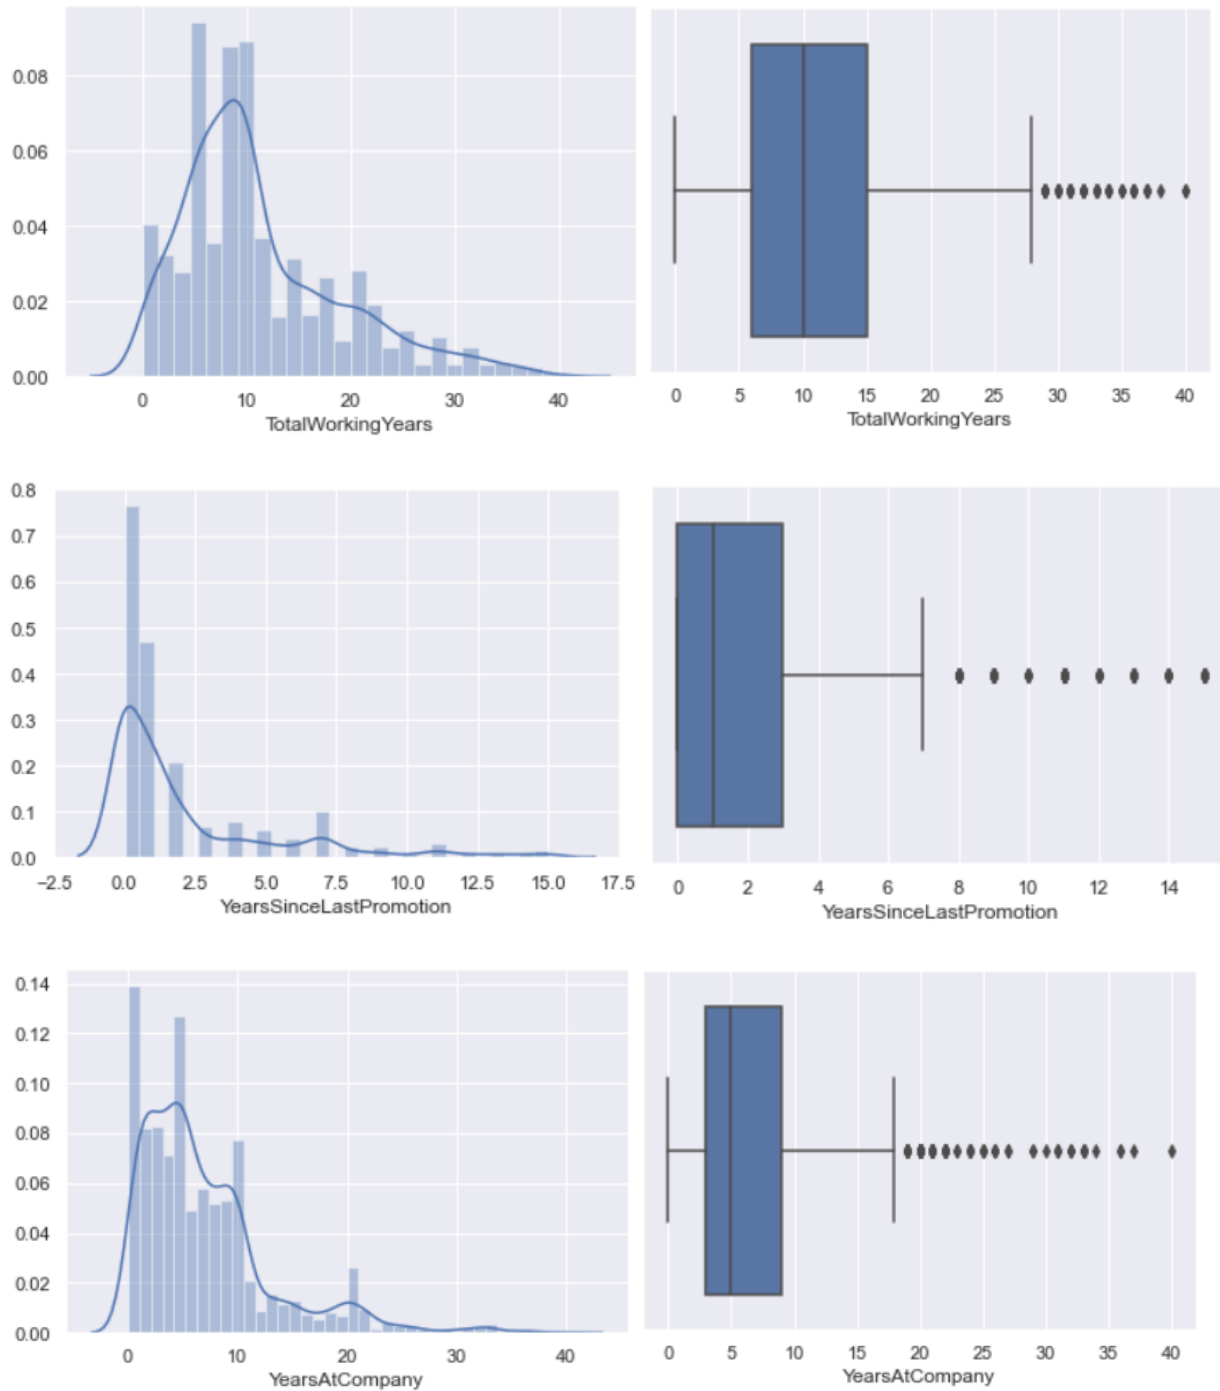 0.08
0.06
0.04
0.02
0.00
0 10 20 30 40
TotalWorkingYears
0 5 10 15 20 25 30 35 40
TotalWorkingYears
0.8
0.7
0.6
0.5
0.4
0.3
0.2
0.1
0.0
−2.5 0.0 2.5 5.0 7.5 10.0 12.5 15.0 17.5
YearsSinceLastPromotion
0 2 4 6 8 10 12 14
YearsSinceLastPromotion
0.14
0.12
0.10
0.08
0.06
0.04
0.02
0.00
0 10 20 30 40
YearsAtCompany
0 5 10 15 20 25 30 35 40
YearsAtCompany